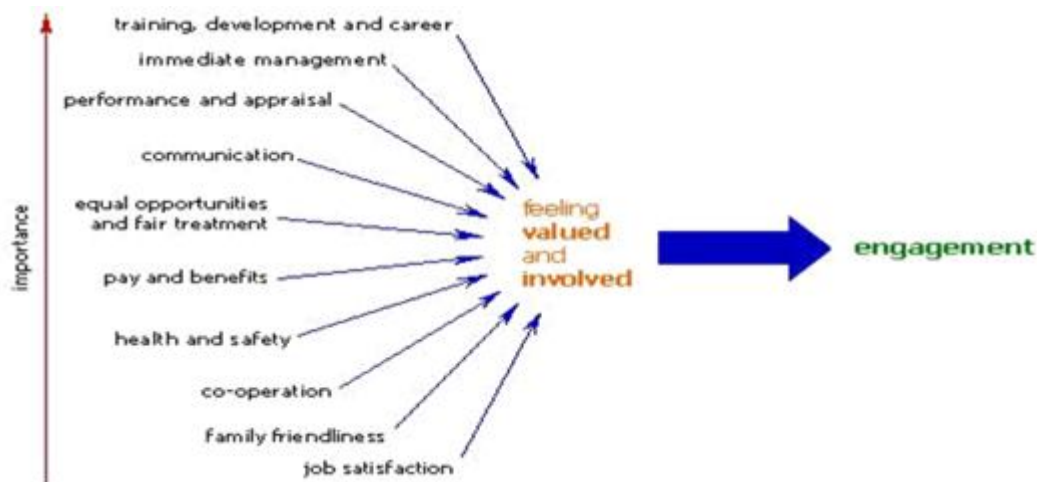 training, development and career
immediate management
performance and appraisal
communication
equal opportunities
and fair treatment
pay and benefits
health and safety
co-operation
family friendliness
job satisfaction
importance
feeling
valued
and
involved
engagement